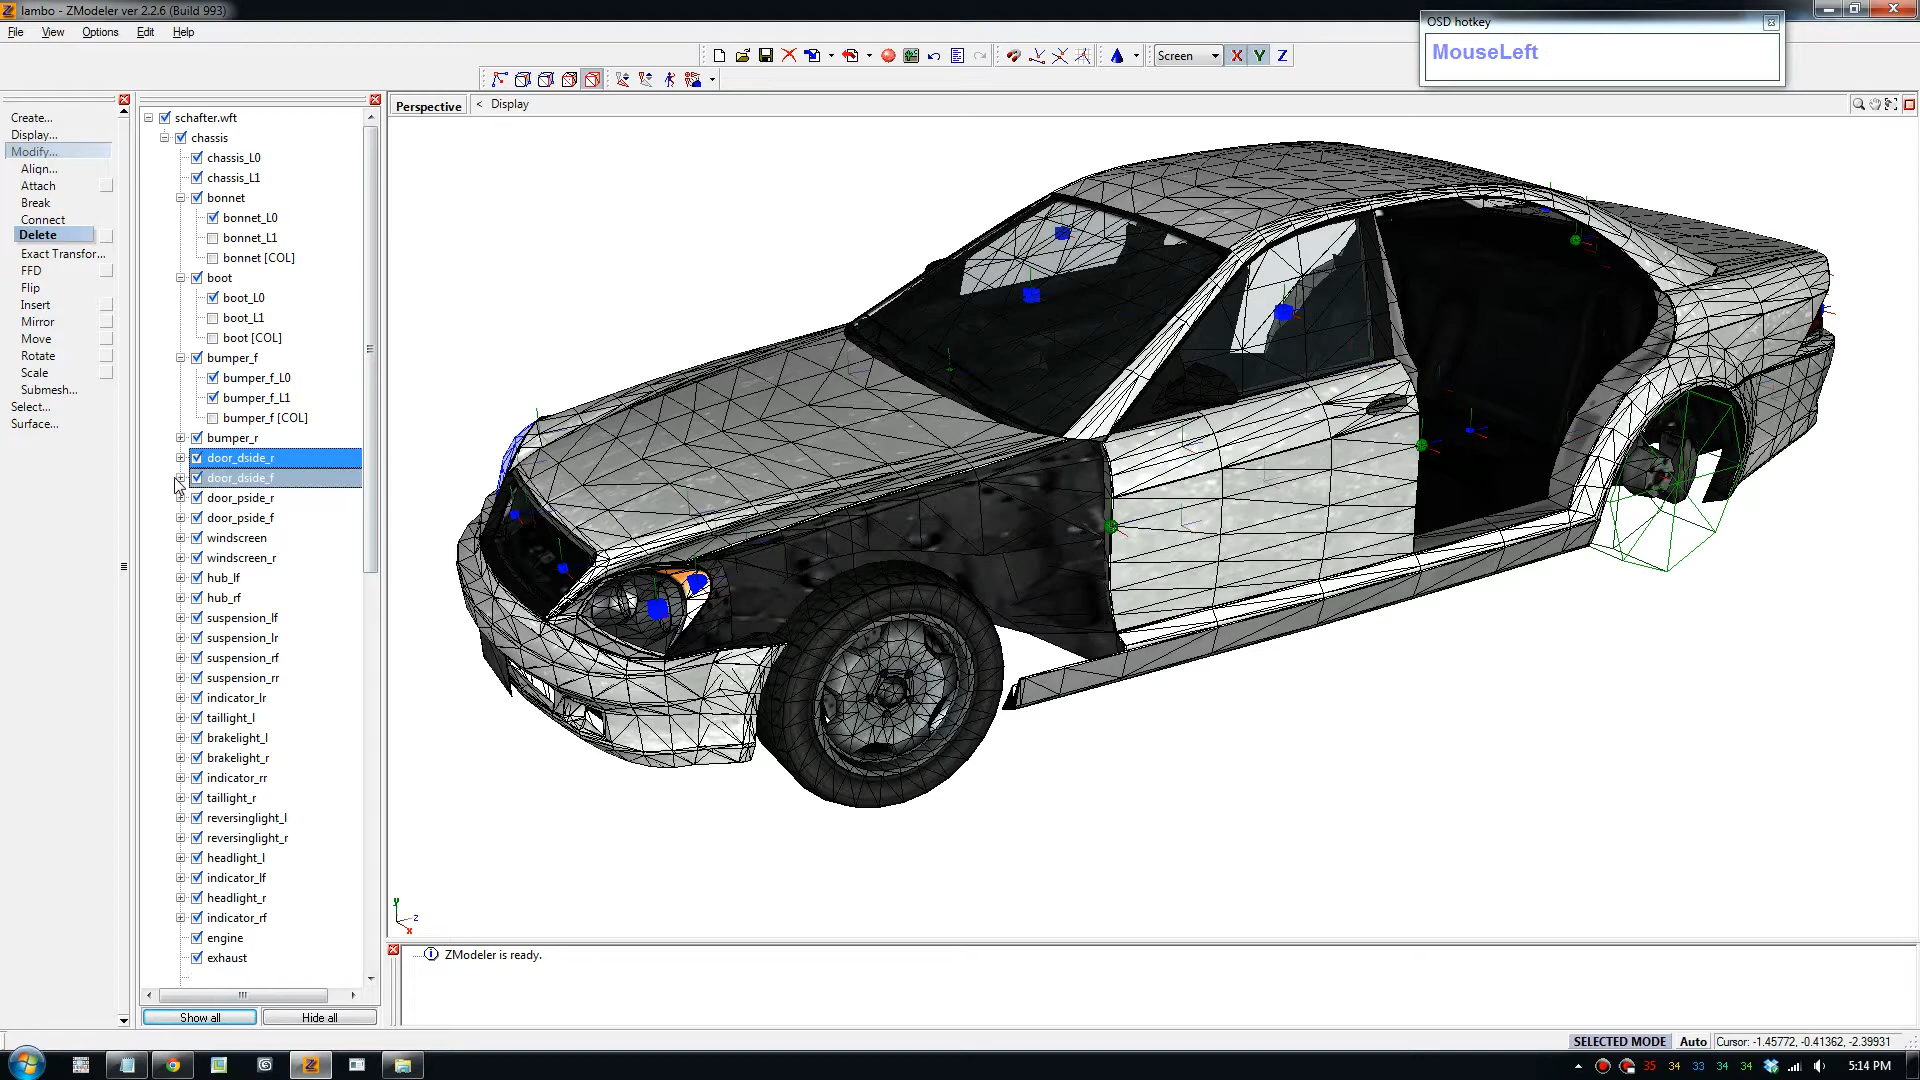 lambo - ZModeler ver 2.2.6 (Build 993)
File View Options Edit Help
OSD hotkey
MouseLeft
Screen X Y Z
Create...
Display...
Modify...
Align...
Attach
Break
Connect
Delete
Exact Transfor...
FFD
Flip
Insert
Mirror
Move
Rotate
Scale
Submesh...
Select...
Surface...
schafter.wft
chassis
chassis_L0
chassis_L1
bonnet
bonnet_L0
bonnet_L1
bonnet [COL]
boot
boot_L0
boot_L1
boot [COL]
bumper_f
bumper_f_L0
bumper_f_L1
bumper_f [COL]
bumper_r
door_dside_r
door_dside_f
door_pside_r
door_pside_f
windscreen
windscreen_r
hub_lf
hub_rf
suspension_lf
suspension_lr
suspension_rf
suspension_rr
indicator_lr
taillight_l
brakelight_l
brakelight_r
indicator_rr
taillight_r
reversinglight_l
reversinglight_r
headlight_l
indicator_lf
headlight_r
indicator_rf
engine
exhaust
Show all Hide all
Perspective < Display
y z x
ZModeler is ready.
SELECTED MODE Auto Cursor: -1.45772, -0.41362, -2.39931
35 34 33 34 34 5:14 PM